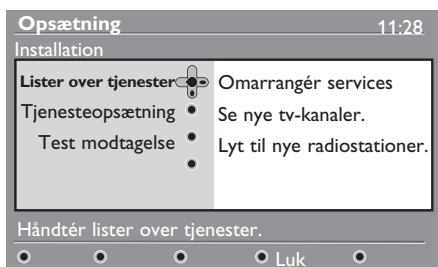 Opsætning 11:28
Installation
Lister over tjenester Omarrangér services
Tjenesteopsætning Se nye tv-kanaler.
Test modtagelse Lyt til nye radiostationer.
Håndtér lister over tjenester.
Luk